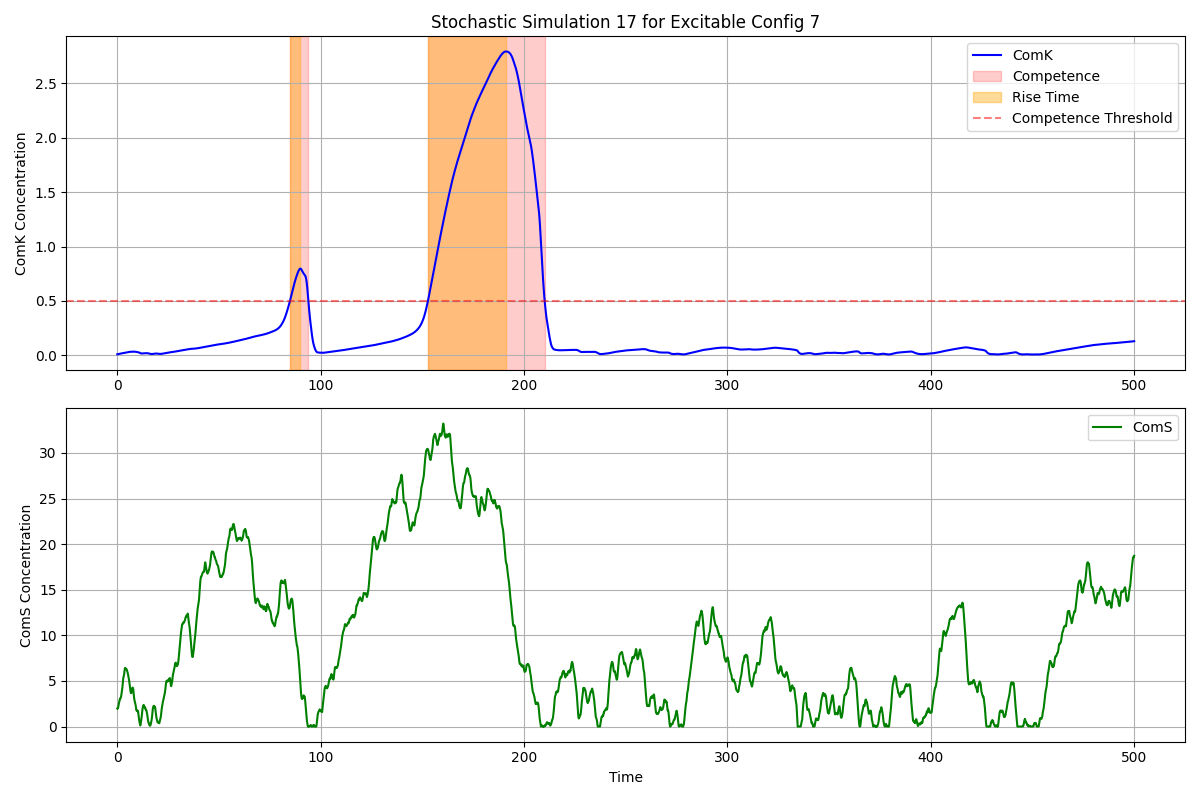 Stochastic Simulation 17 for Excitable Config 7
ComK Concentration
2.5
2.0
1.5
1.0
0.5
0.0
ComK
Competence
Rise Time
Competence Threshold
0 100 200 300 400 500
ComS Concentration
30
25
20
15
10
5
0
ComS
0 100 200 300 400 500
Time